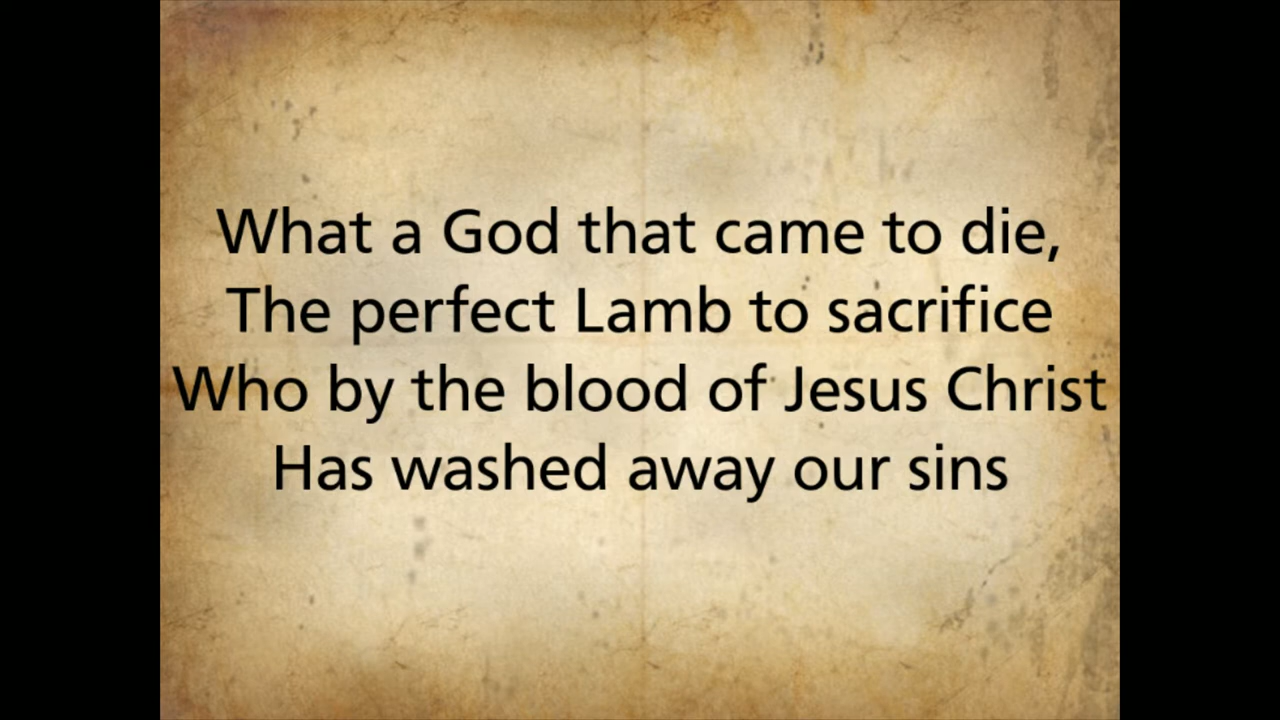 What a God that came to die,
The perfect Lamb to sacrifice
Who by the blood of Jesus Christ
Has washed away our sins